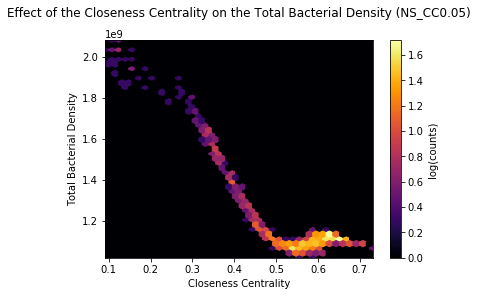 Effect of the Closeness Centrality on the Total Bacterial Density (NS_CC0.05)
1e9
2.0
1.8
1.6
1.4
1.2
Total Bacterial Density
0.1 0.2 0.3 0.4 0.5 0.6 0.7
Closeness Centrality
1.6
1.4
1.2
1.0
0.8
0.6
0.4
0.2
0.0
log(counts)